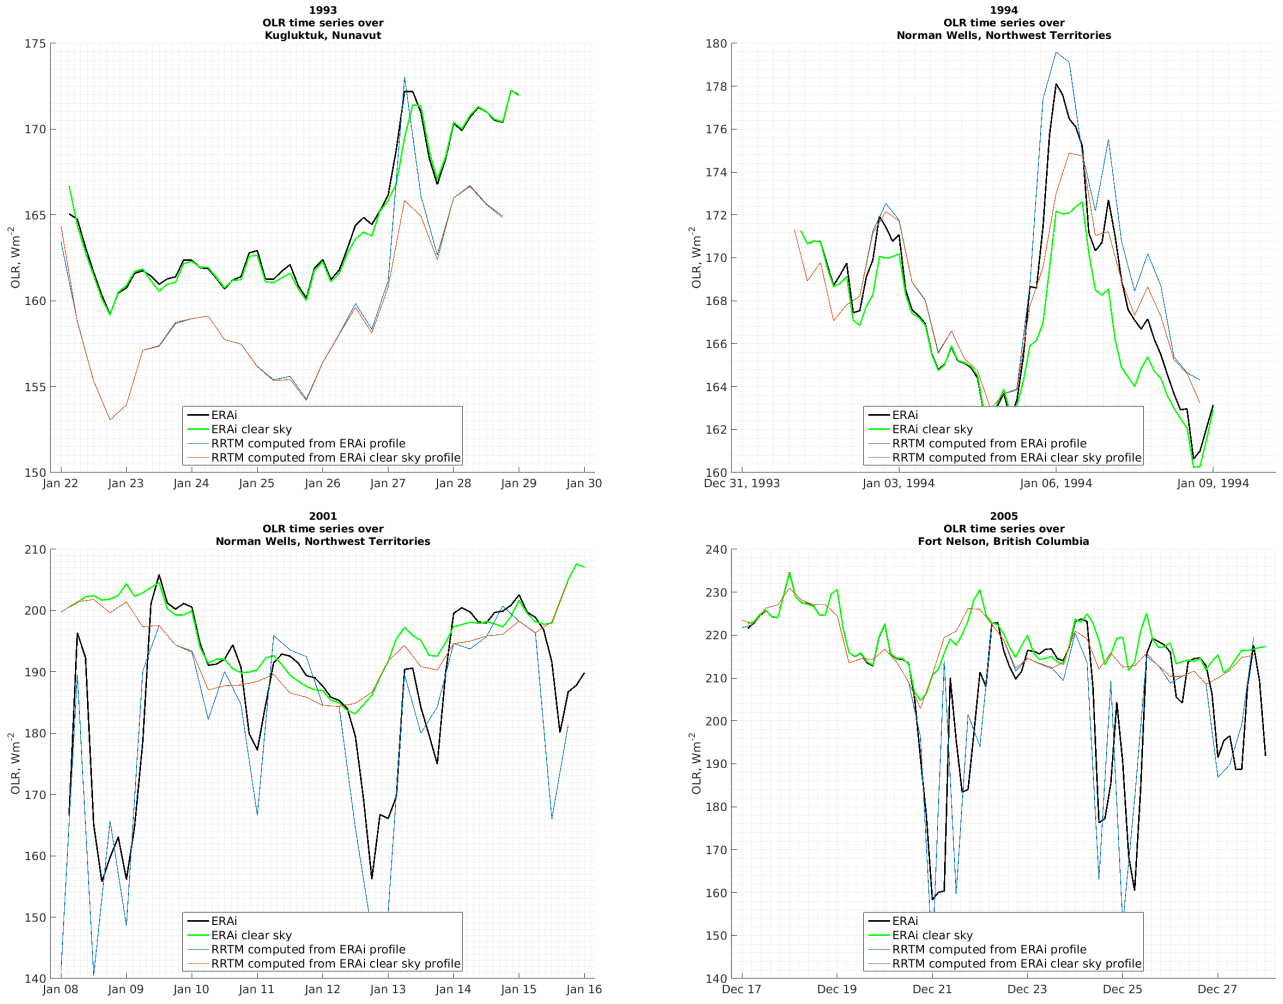 1993
OLR time series over
Kugluktuk, Nunavut
175
170
165
160
155
150
OLR, Wm-2
Jan 22
Jan 23
Jan 24
Jan 25
Jan 26
Jan 27
Jan 28
Jan 29
Jan 30
ERAi
ERAi clear sky
RRTM computed from ERAi profile
RRTM computed from ERAi clear sky profile
1994
OLR time series over
Norman Wells, Northwest Territories
180
178
176
174
172
170
168
166
164
162
160
OLR, Wm-2
Dec 31, 1993
Jan 03, 1994
Jan 06, 1994
Jan 09, 1994
ERAi
ERAi clear sky
RRTM computed from ERAi profile
RRTM computed from ERAi clear sky profile
2001
OLR time series over
Norman Wells, Northwest Territories
210
200
190
180
170
160
150
140
OLR, Wm-2
Jan 08
Jan 09
Jan 10
Jan 11
Jan 12
Jan 13
Jan 14
Jan 15
Jan 16
ERAi
ERAi clear sky
RRTM computed from ERAi profile
RRTM computed from ERAi clear sky profile
2005
OLR time series over
Fort Nelson, British Columbia
240
230
220
210
200
190
180
170
160
150
140
OLR, Wm-2
Dec 17
Dec 19
Dec 21
Dec 23
Dec 25
Dec 27
ERAi
ERAi clear sky
RRTM computed from ERAi profile
RRTM computed from ERAi clear sky profile